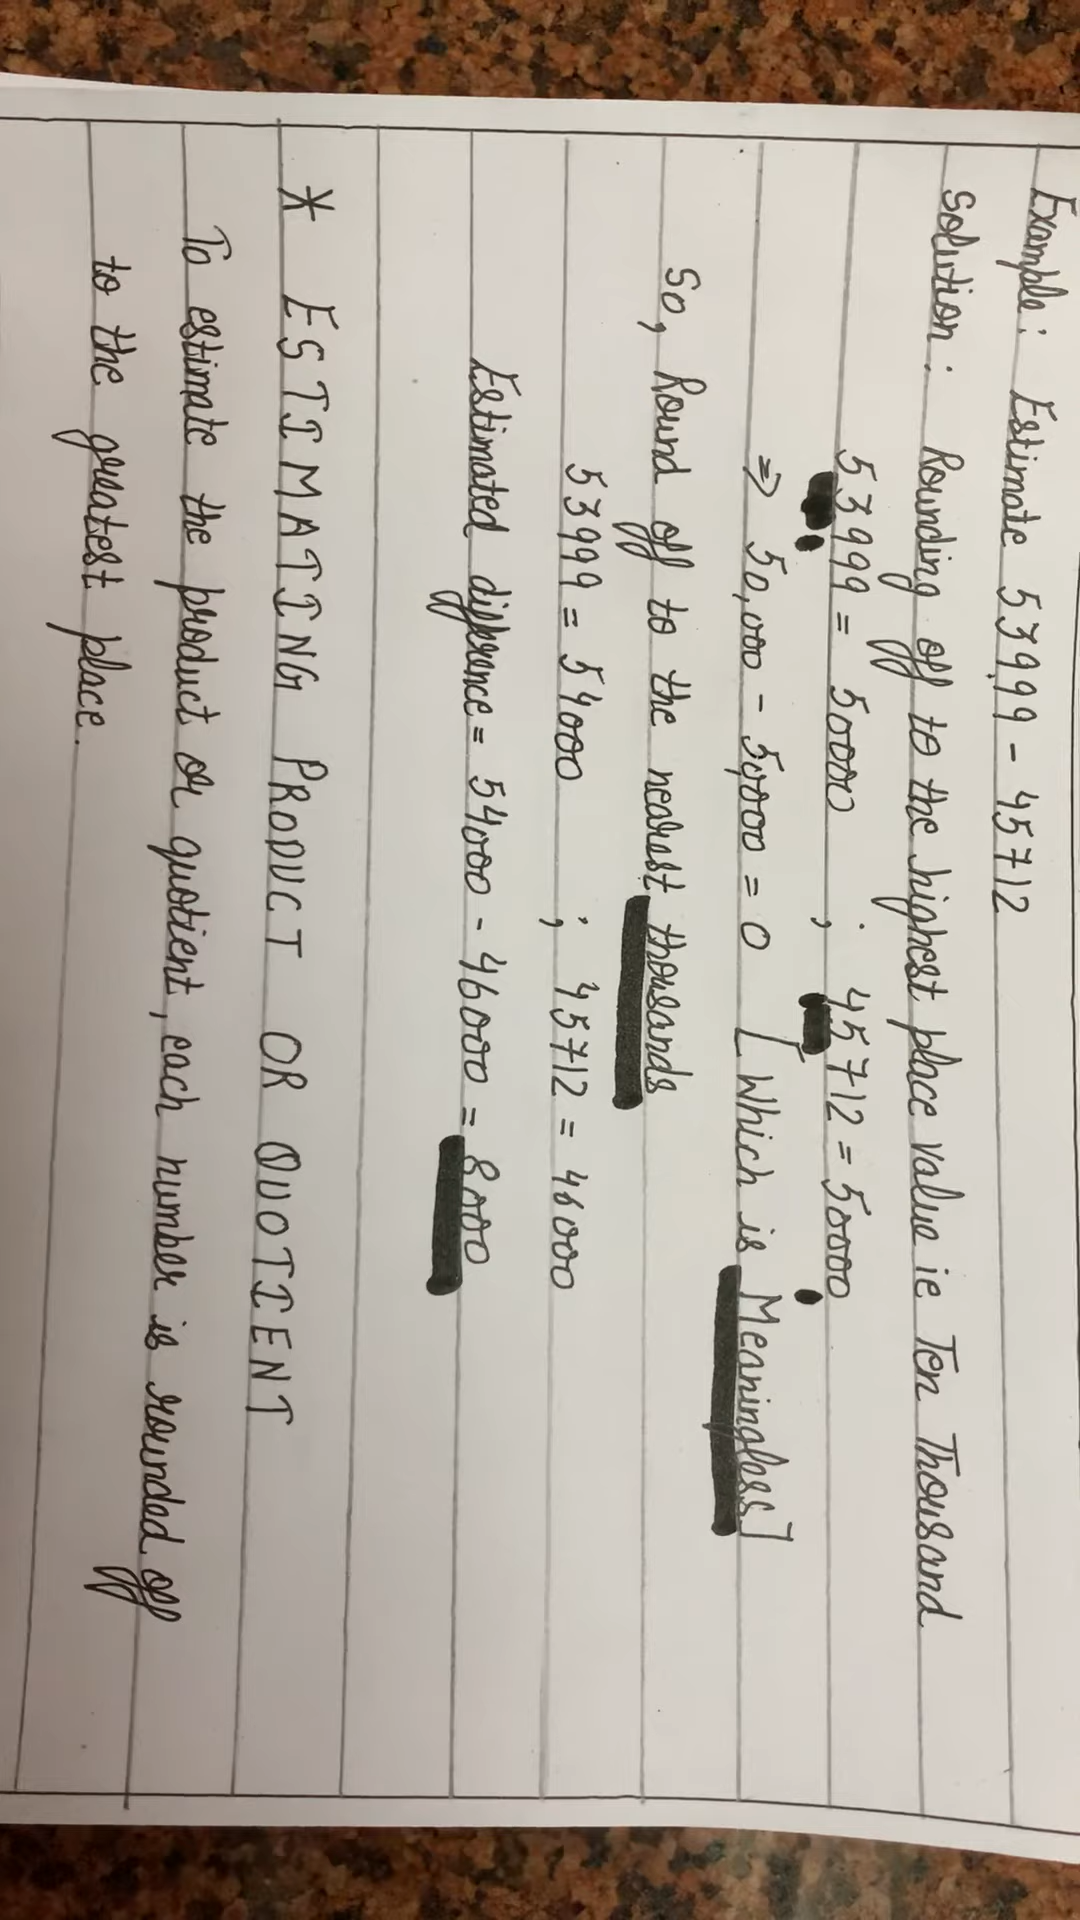 Example: Estimate 53999 - 45712
Solution: Rounding off to the highest place value ie Ten Thousand
53999 = 50000 ; 45712 = 50000
⇒ 50,000 - 50,000 = 0 [Which is Meaningless]
So, Round off to the nearest thousands
53999 = 54000 ; 45712 = 46000
Estimated difference = 54000 - 46000 = 8000
* ESTIMATING PRODUCT OR QUOTIENT
To estimate the product or quotient, each number is rounded off
to the greatest place.